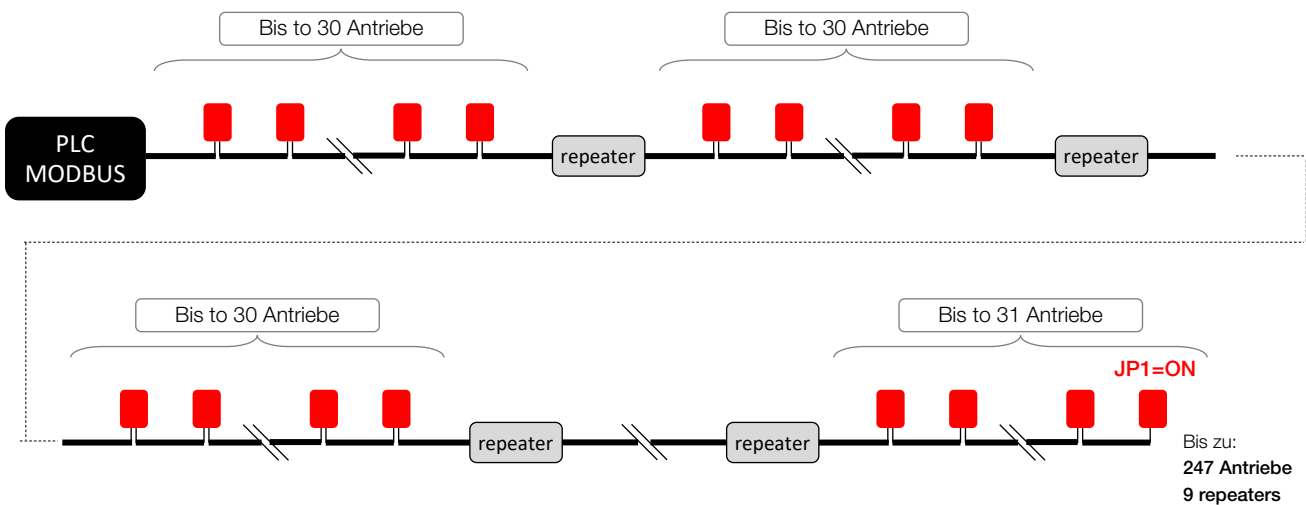 Bis to 30 Antriebe
Bis to 30 Antriebe
PLC
MODBUS
repeater
repeater
Bis to 30 Antriebe
Bis to 31 Antriebe
JP1=ON
repeater
repeater
Bis zu:
247 Antriebe
9 repeaters